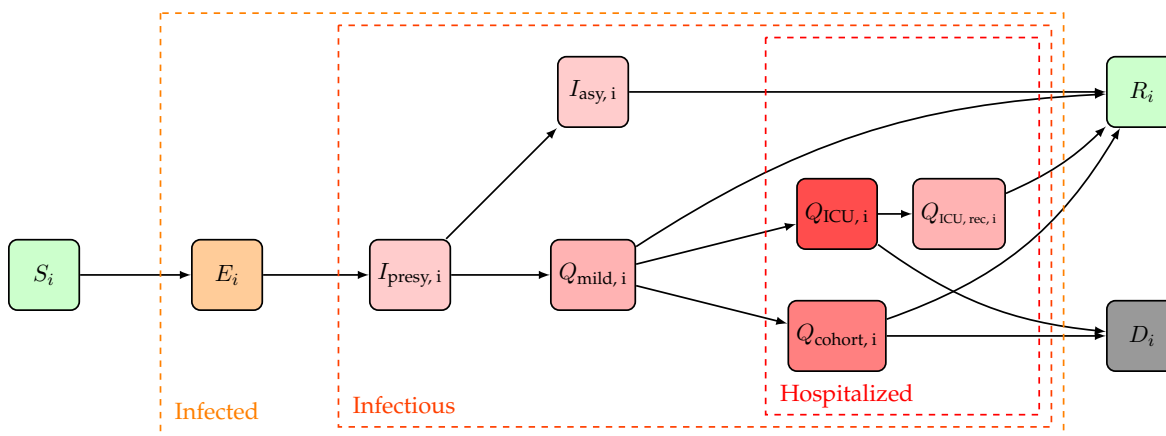 I_asy, i
R_i
Q_ICU, i
Q_ICU, rec, i
S_i
E_i
I_presy, i
Q_mild, i
Q_cohort, i
D_i
Hospitalized
Infectious
Infected